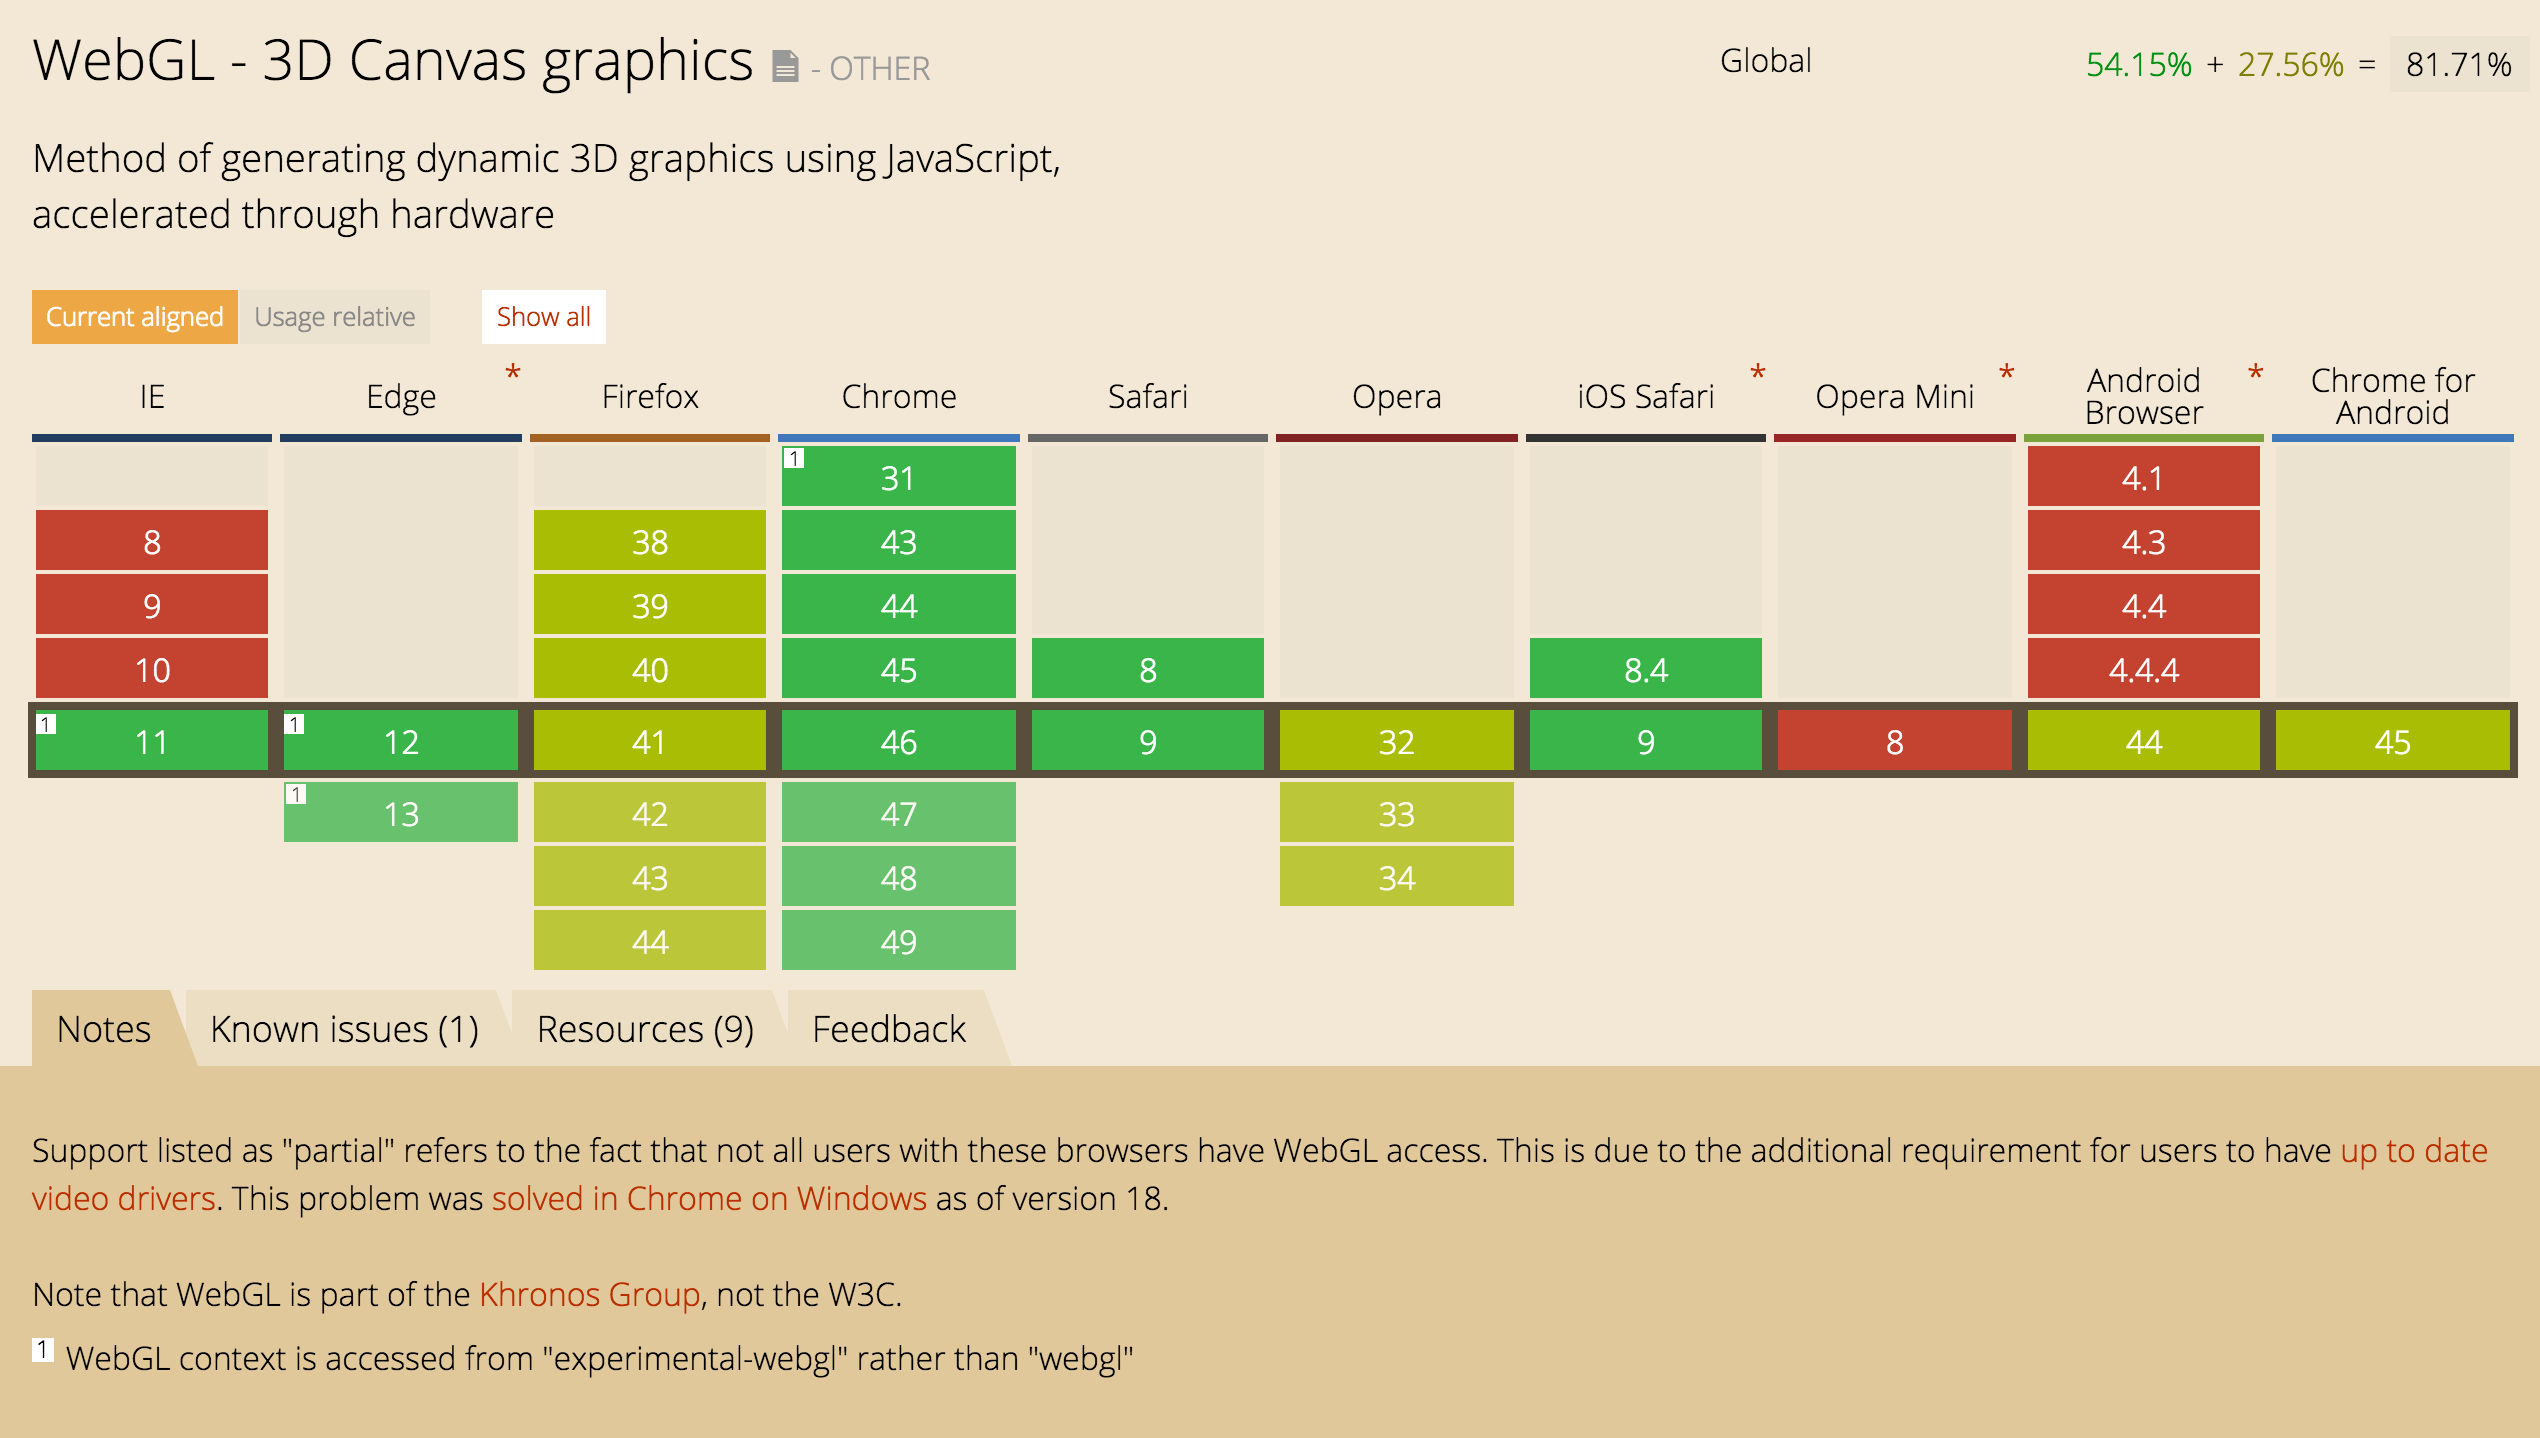 WebGL - 3D Canvas graphics - OTHER
Global 54.15% + 27.56% = 81.71%
Method of generating dynamic 3D graphics using JavaScript,
accelerated through hardware
Current aligned Usage relative Show all
IE Edge * Firefox Chrome Safari Opera iOS Safari * Opera Mini * Android Browser * Chrome for Android
1 31 4.1
8 38 43 4.3
9 39 44 4.4
10 40 45 8 8.4 4.4.4
1 11 1 12 41 46 9 32 9 8 44 45
1 13 42 47 33
43 48 34
44 49
Notes Known issues (1) Resources (9) Feedback
Support listed as "partial" refers to the fact that not all users with these browsers have WebGL access. This is due to the additional requirement for users to have up to date
video drivers. This problem was solved in Chrome on Windows as of version 18.
Note that WebGL is part of the Khronos Group, not the W3C.
1 WebGL context is accessed from "experimental-webgl" rather than "webgl"